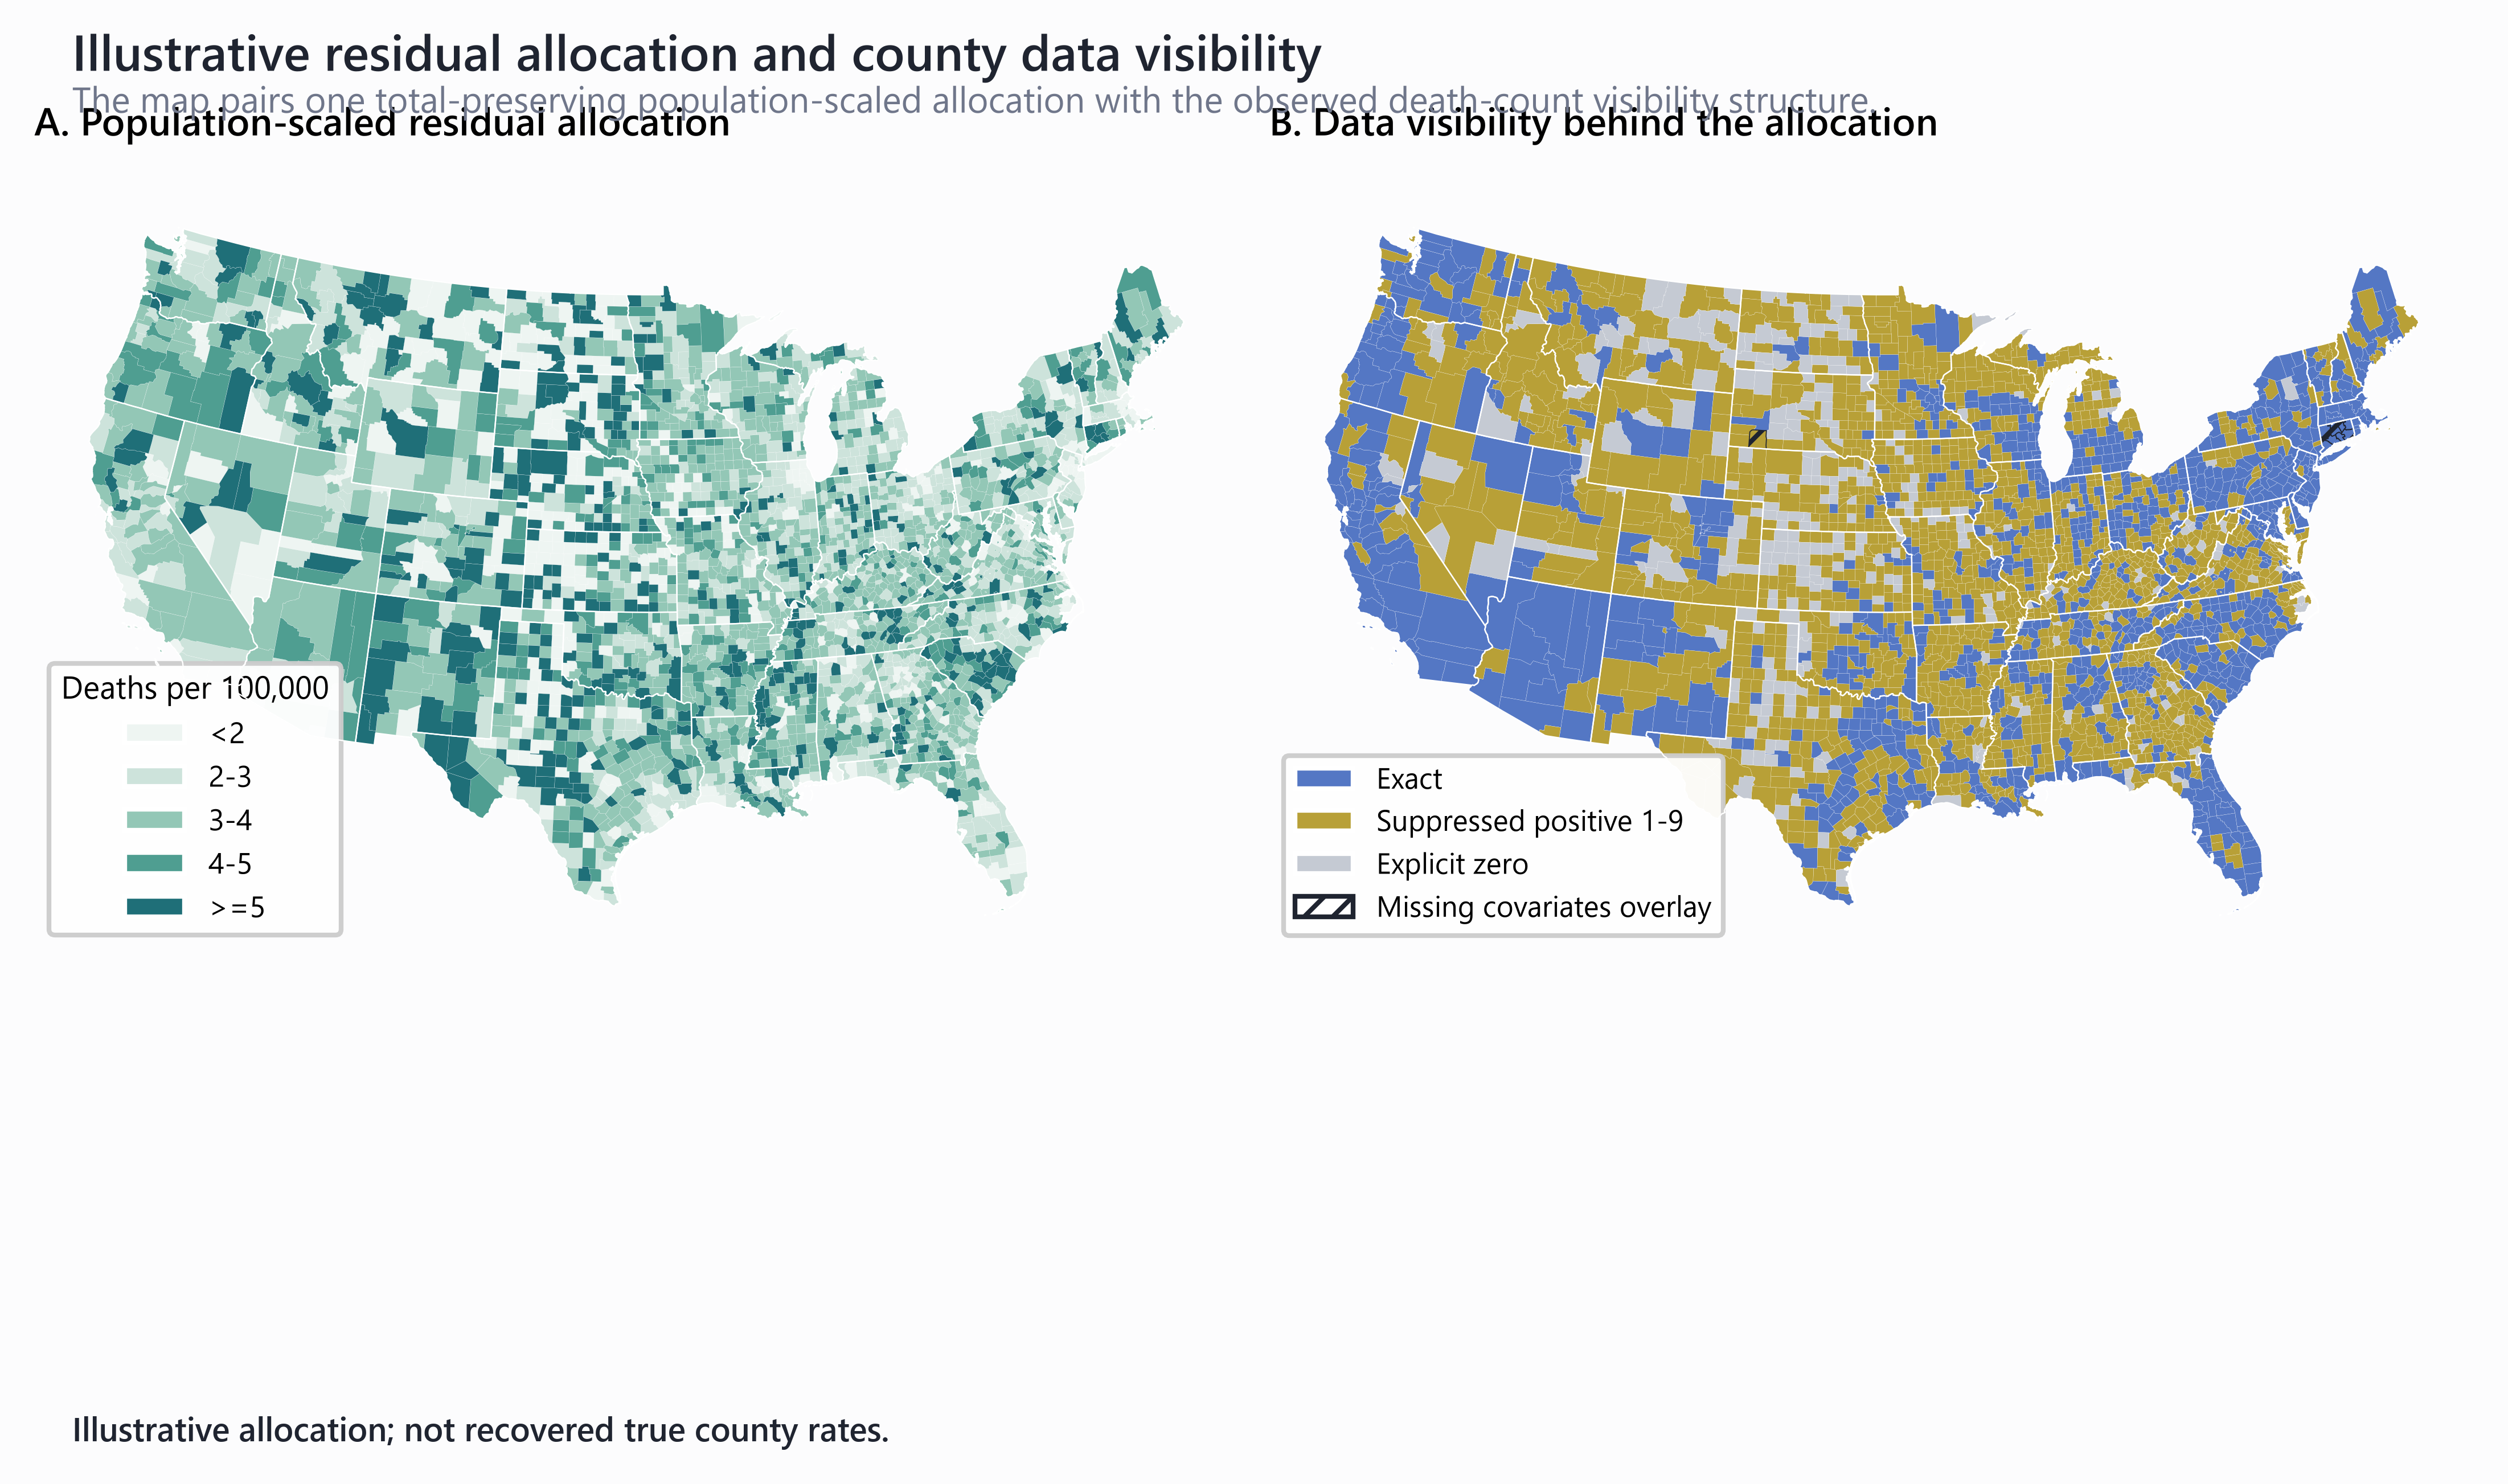 Illustrative residual allocation and county data visibility
The map pairs one total-preserving population-scaled allocation with the observed death-count visibility structure.
A. Population-scaled residual allocation
B. Data visibility behind the allocation
Deaths per 100,000
<2
2-3
3-4
4-5
>=5
Exact
Suppressed positive 1-9
Explicit zero
Missing covariates overlay
Illustrative allocation; not recovered true county rates.